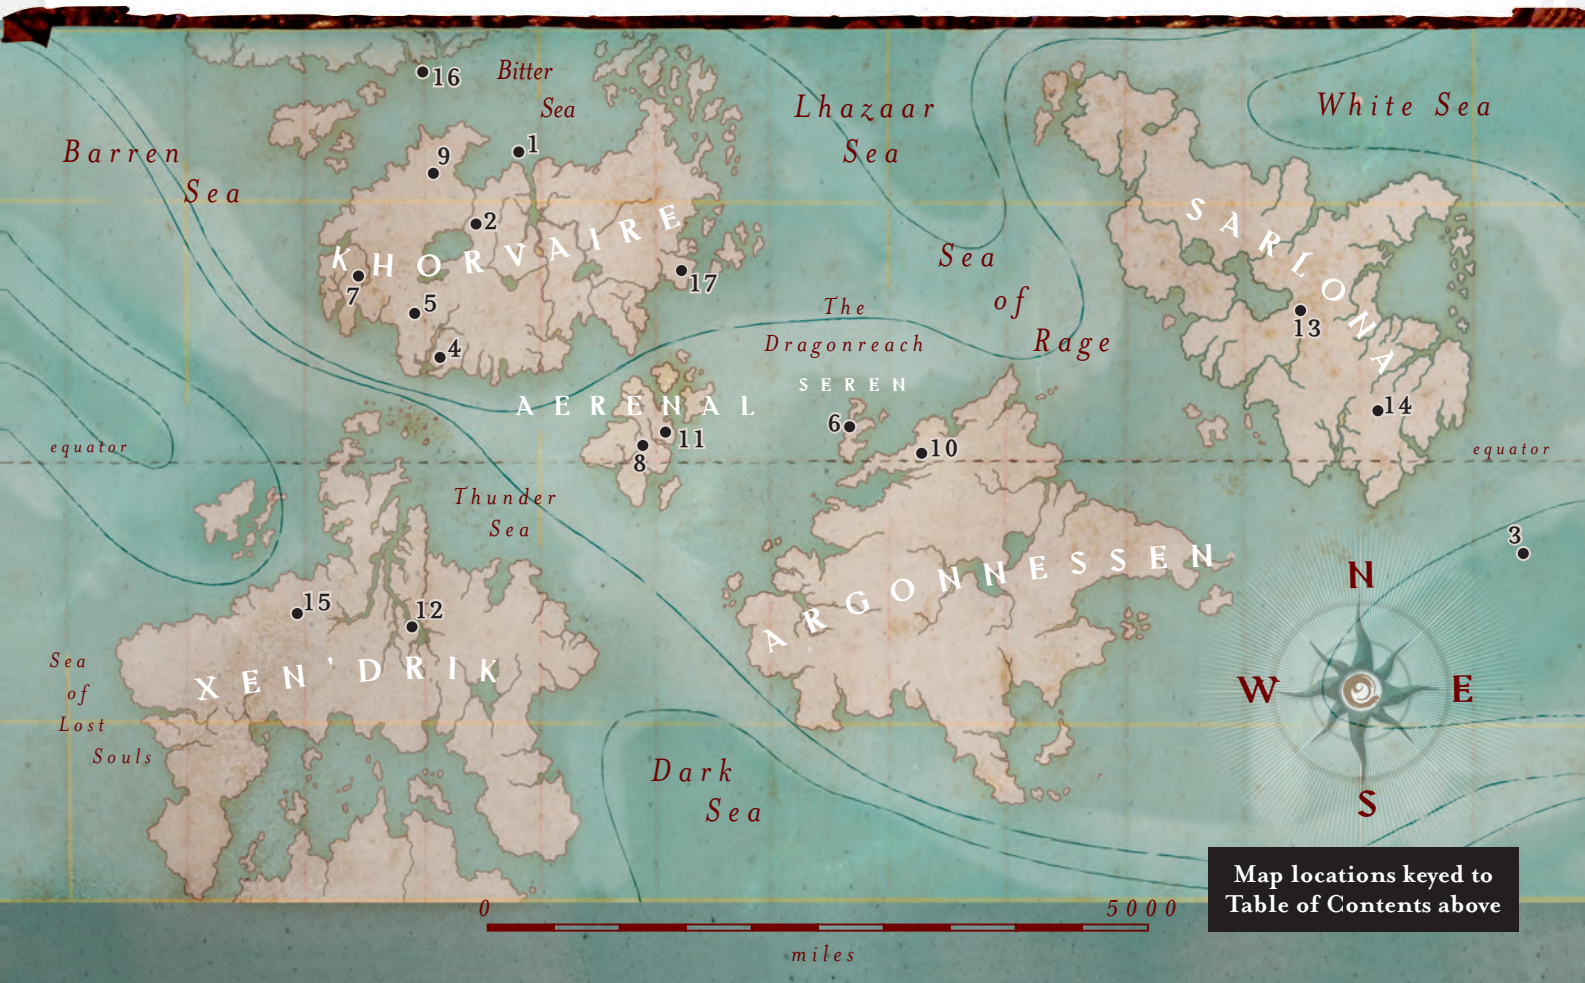 16
Bitter
Sea
Lhazaar
Sea
White Sea
Barren
Sea
9
1
2
KHORVAIRE
7
5
4
17
SARLONA
13
14
Sea
of
Rage
The
Dragonreach
SEREN
6
10
AERENAL
11
8
equator
equator
Thunder
Sea
3
ARGONNESSEN
15
12
XEN'DRIK
Sea
of
Lost
Souls
Dark
Sea
N
W
E
S
Map locations keyed to
Table of Contents above
0
5000
miles